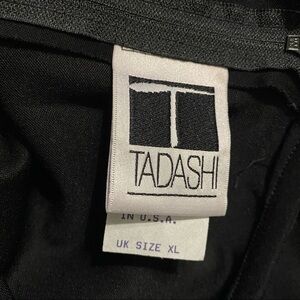 T
TADASHI
IN U.S.A.
UK SIZE XL